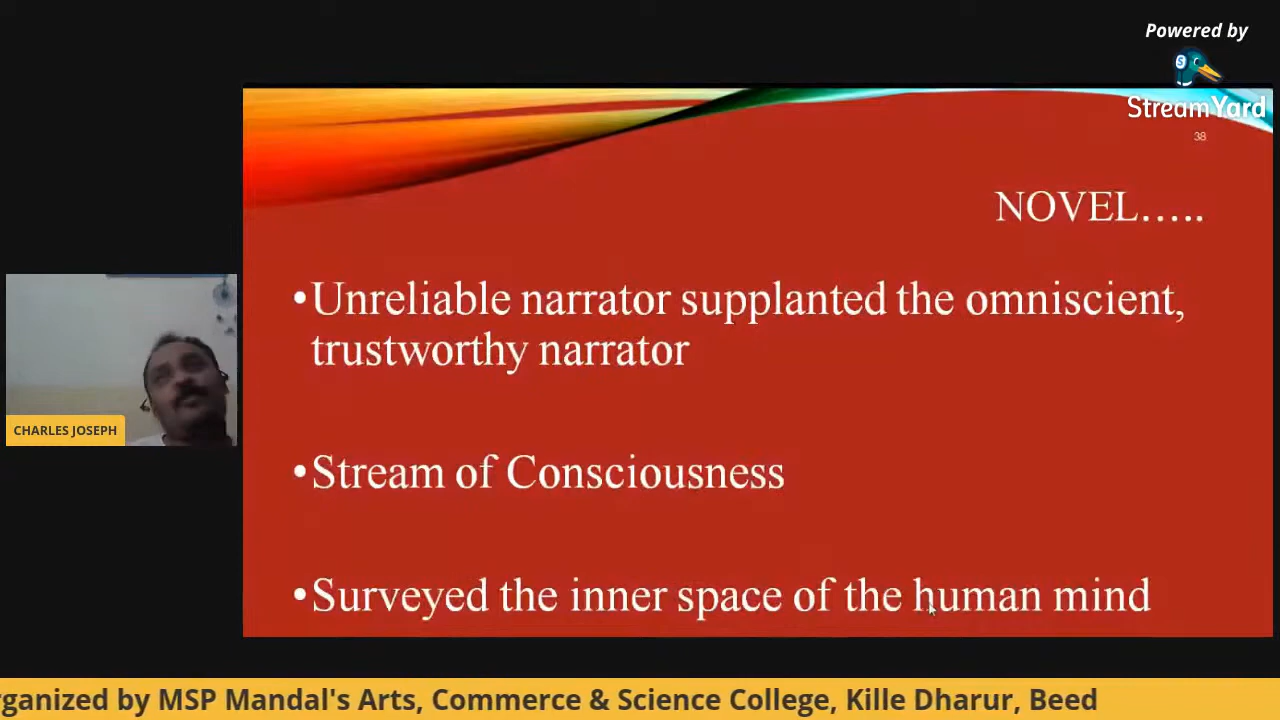 Powered by
StreamYard
38
NOVEL…..
•Unreliable narrator supplanted the omniscient,
trustworthy narrator
•Stream of Consciousness
•Surveyed the inner space of the human mind
CHARLES JOSEPH
rganized by MSP Mandal's Arts, Commerce & Science College, Kille Dharur, Beed